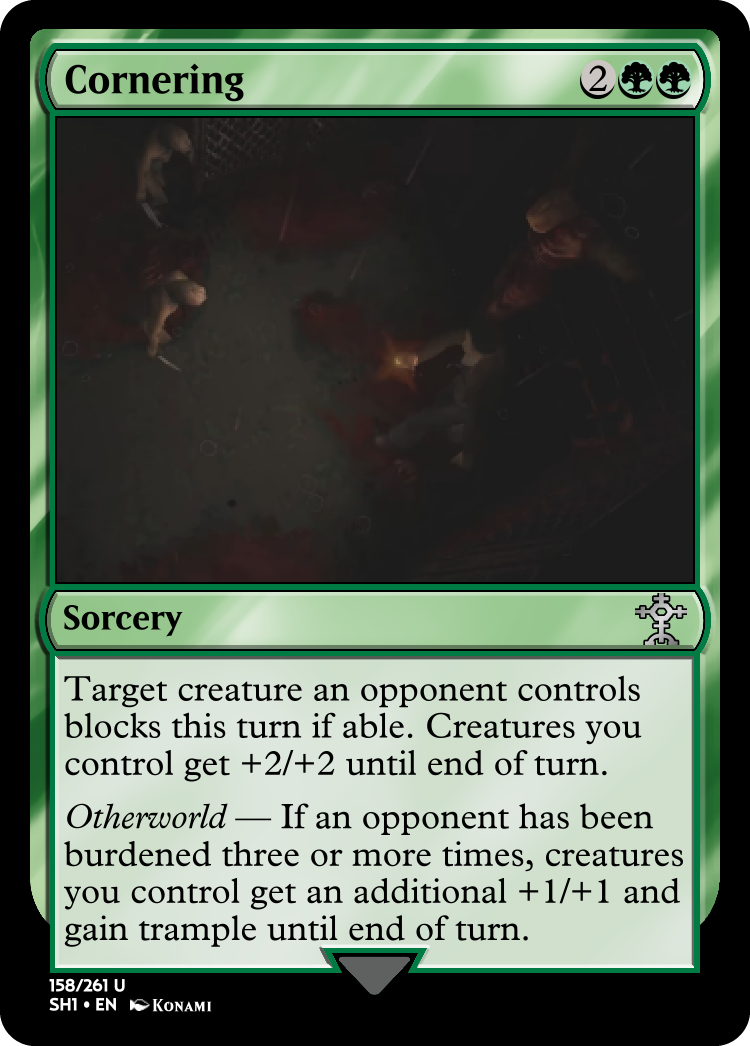 Cornering 2
Sorcery
Target creature an opponent controls
blocks this turn if able. Creatures you
control get +2/+2 until end of turn.
Otherworld — If an opponent has been
burdened three or more times, creatures
you control get an additional +1/+1 and
gain trample until end of turn.
158/261 U
SH1 • EN KONAMI